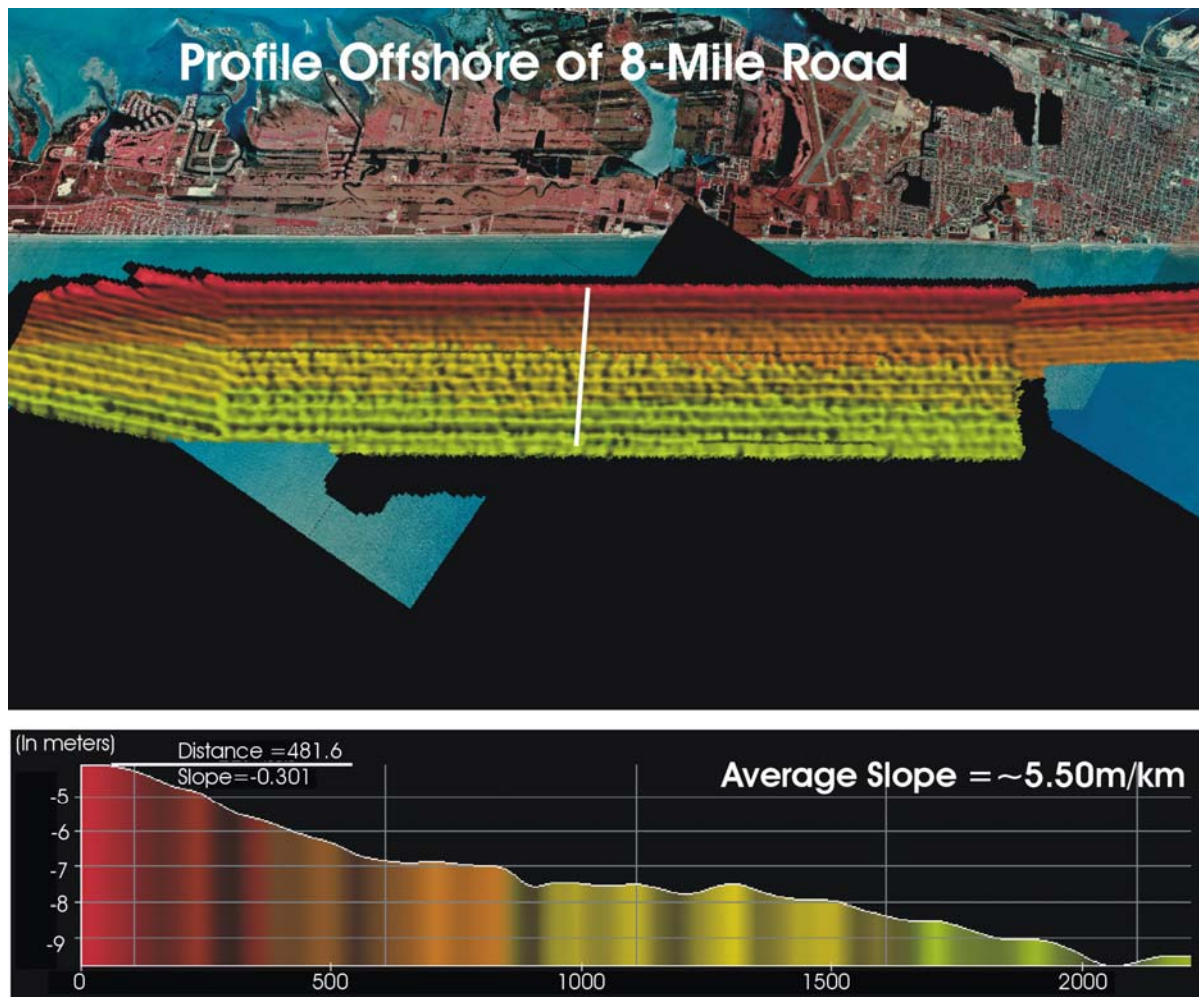 Profile Offshore of 8-Mile Road
(In meters)
Distance =481.6
Slope=-0.301
Average Slope = ~5.50m/km
-5
-6
-7
-8
-9
0 500 1000 1500 2000